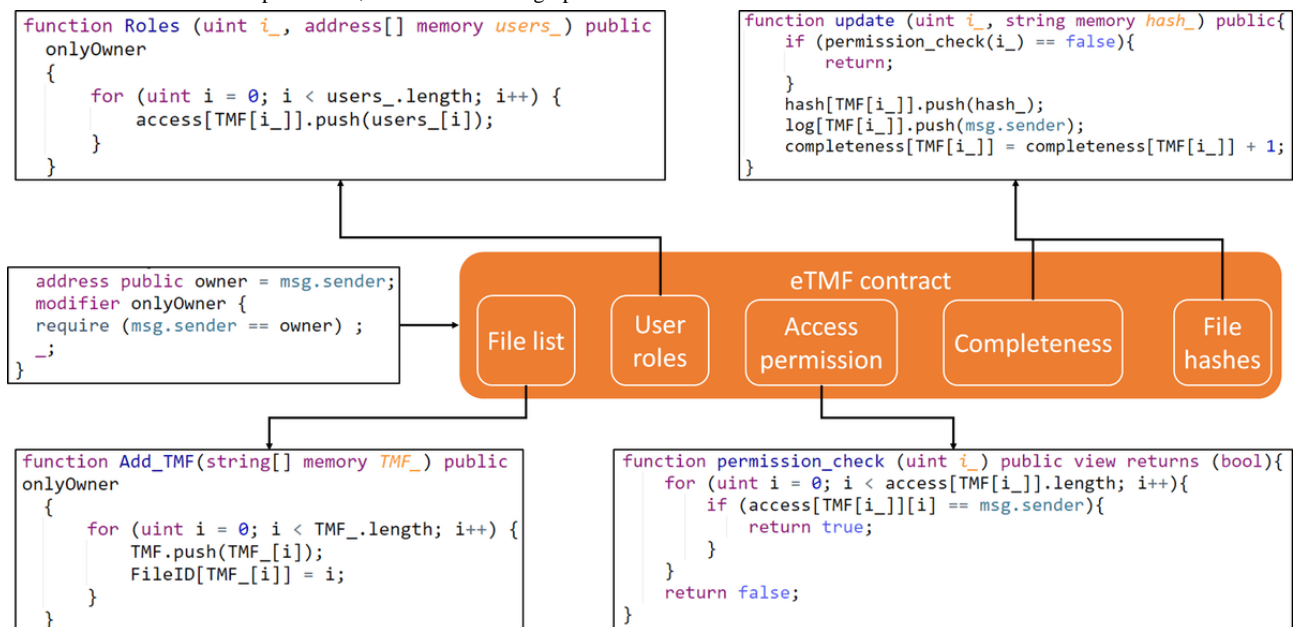 function Roles (uint i_, address[] memory users_) public
onlyOwner
{
for (uint i = 0; i < users_.length; i++) {
access[TMF[i_]].push(users_[i]);
}
}
function update (uint i_, string memory hash_) public{
if (permission_check(i_) == false){
return;
}
hash[TMF[i_]].push(hash_);
log[TMF[i_]].push(msg.sender);
completeness[TMF[i_]] = completeness[TMF[i_]] + 1;
}
address public owner = msg.sender;
modifier onlyOwner {
require (msg.sender == owner) ;
_;
}
eTMF contract
File list
User
roles
Access
permission
Completeness
File
hashes
function Add_TMF(string[] memory TMF_) public
onlyOwner
{
for (uint i = 0; i < TMF_.length; i++) {
TMF.push(TMF_[i]);
FileID[TMF_[i]] = i;
}
}
function permission_check (uint i_) public view returns (bool){
for (uint i = 0; i < access[TMF[i_]].length; i++){
if (access[TMF[i_]][i] == msg.sender){
return true;
}
}
return false;
}